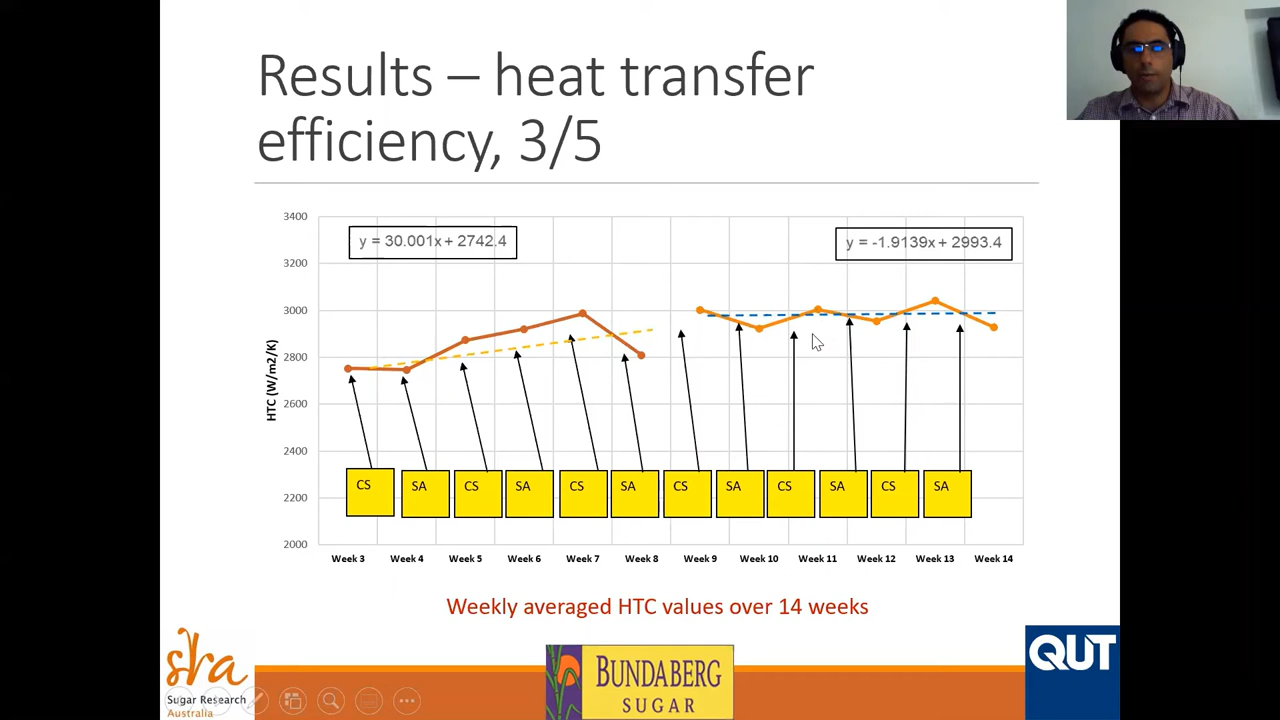 Results – heat transfer
efficiency, 3/5
3400
3200
3000
2800
2600
2400
2200
2000
HTC (W/m2/K)
y = 30.001x + 2742.4
y = -1.9139x + 2993.4
CS
SA
CS
SA
CS
SA
CS
SA
CS
SA
CS
SA
Week 3
Week 4
Week 5
Week 6
Week 7
Week 8
Week 9
Week 10
Week 11
Week 12
Week 13
Week 14
Weekly averaged HTC values over 14 weeks
sra
Sugar Research
Australia
BUNDABERG
SUGAR
QUT